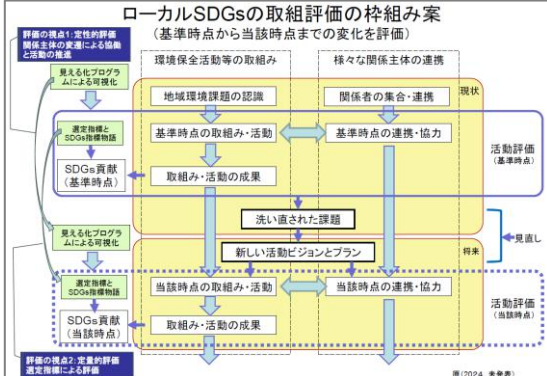 ローカルSDGsの取組評価の枠組み案
(基準時点から当該時点までの変化を評価)
評価の視点1:定性的評価
関係主体の変遷による協働
と活動の推進
環境保全活動等の取組み
様々な関係主体の連携
見える化プログラ
ムによる可視化
地域環境課題の認識
関係者の集合・連携
現状
選定指標と
SDGs指標物語
基準時点の取組み・活動
基準時点の連携・協力
活動評価
(基準時点)
SDGs貢献
(基準時点)
取組み・活動の成果
洗い直された課題
見直し
見える化プログラ
ムによる可視化
新しい活動ビジョンとプラン
将来
選定指標と
SDGs指標物語
当該時点の取組み・活動
当該時点の連携・協力
活動評価
(当該時点)
SDGs貢献
(当該時点)
取組み・活動の成果
評価の視点2:定量的評価
選定指標による評価
原(2024, 未発表)